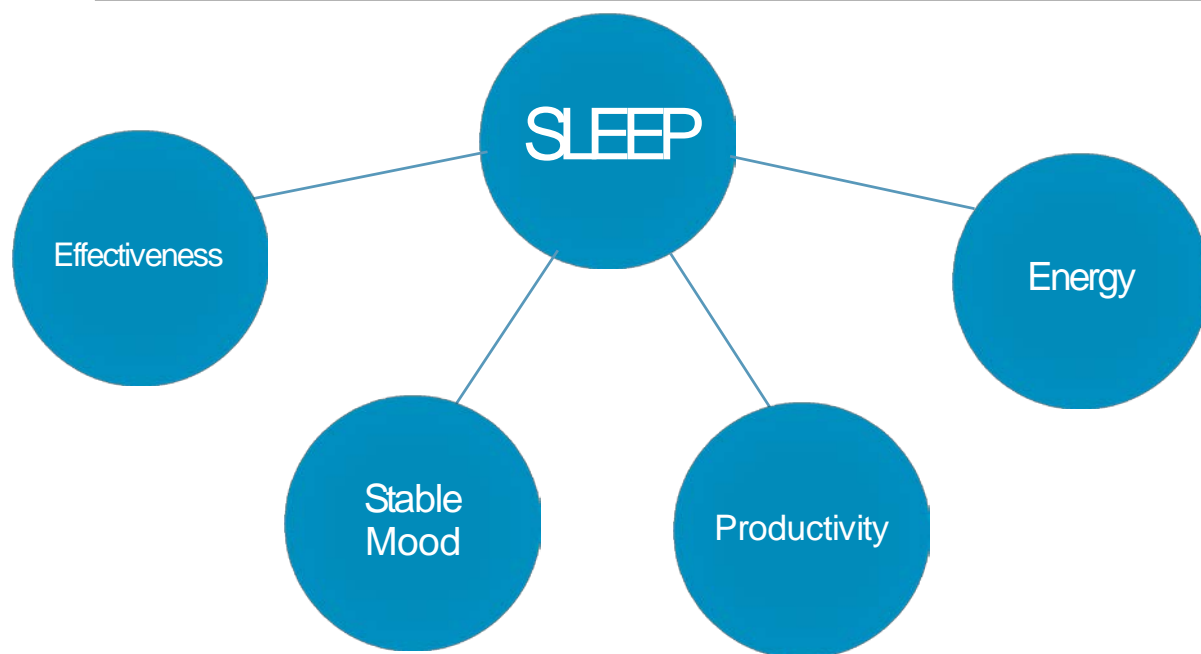 SLEEP
Effectiveness
Energy
Stable
Mood
Productivity